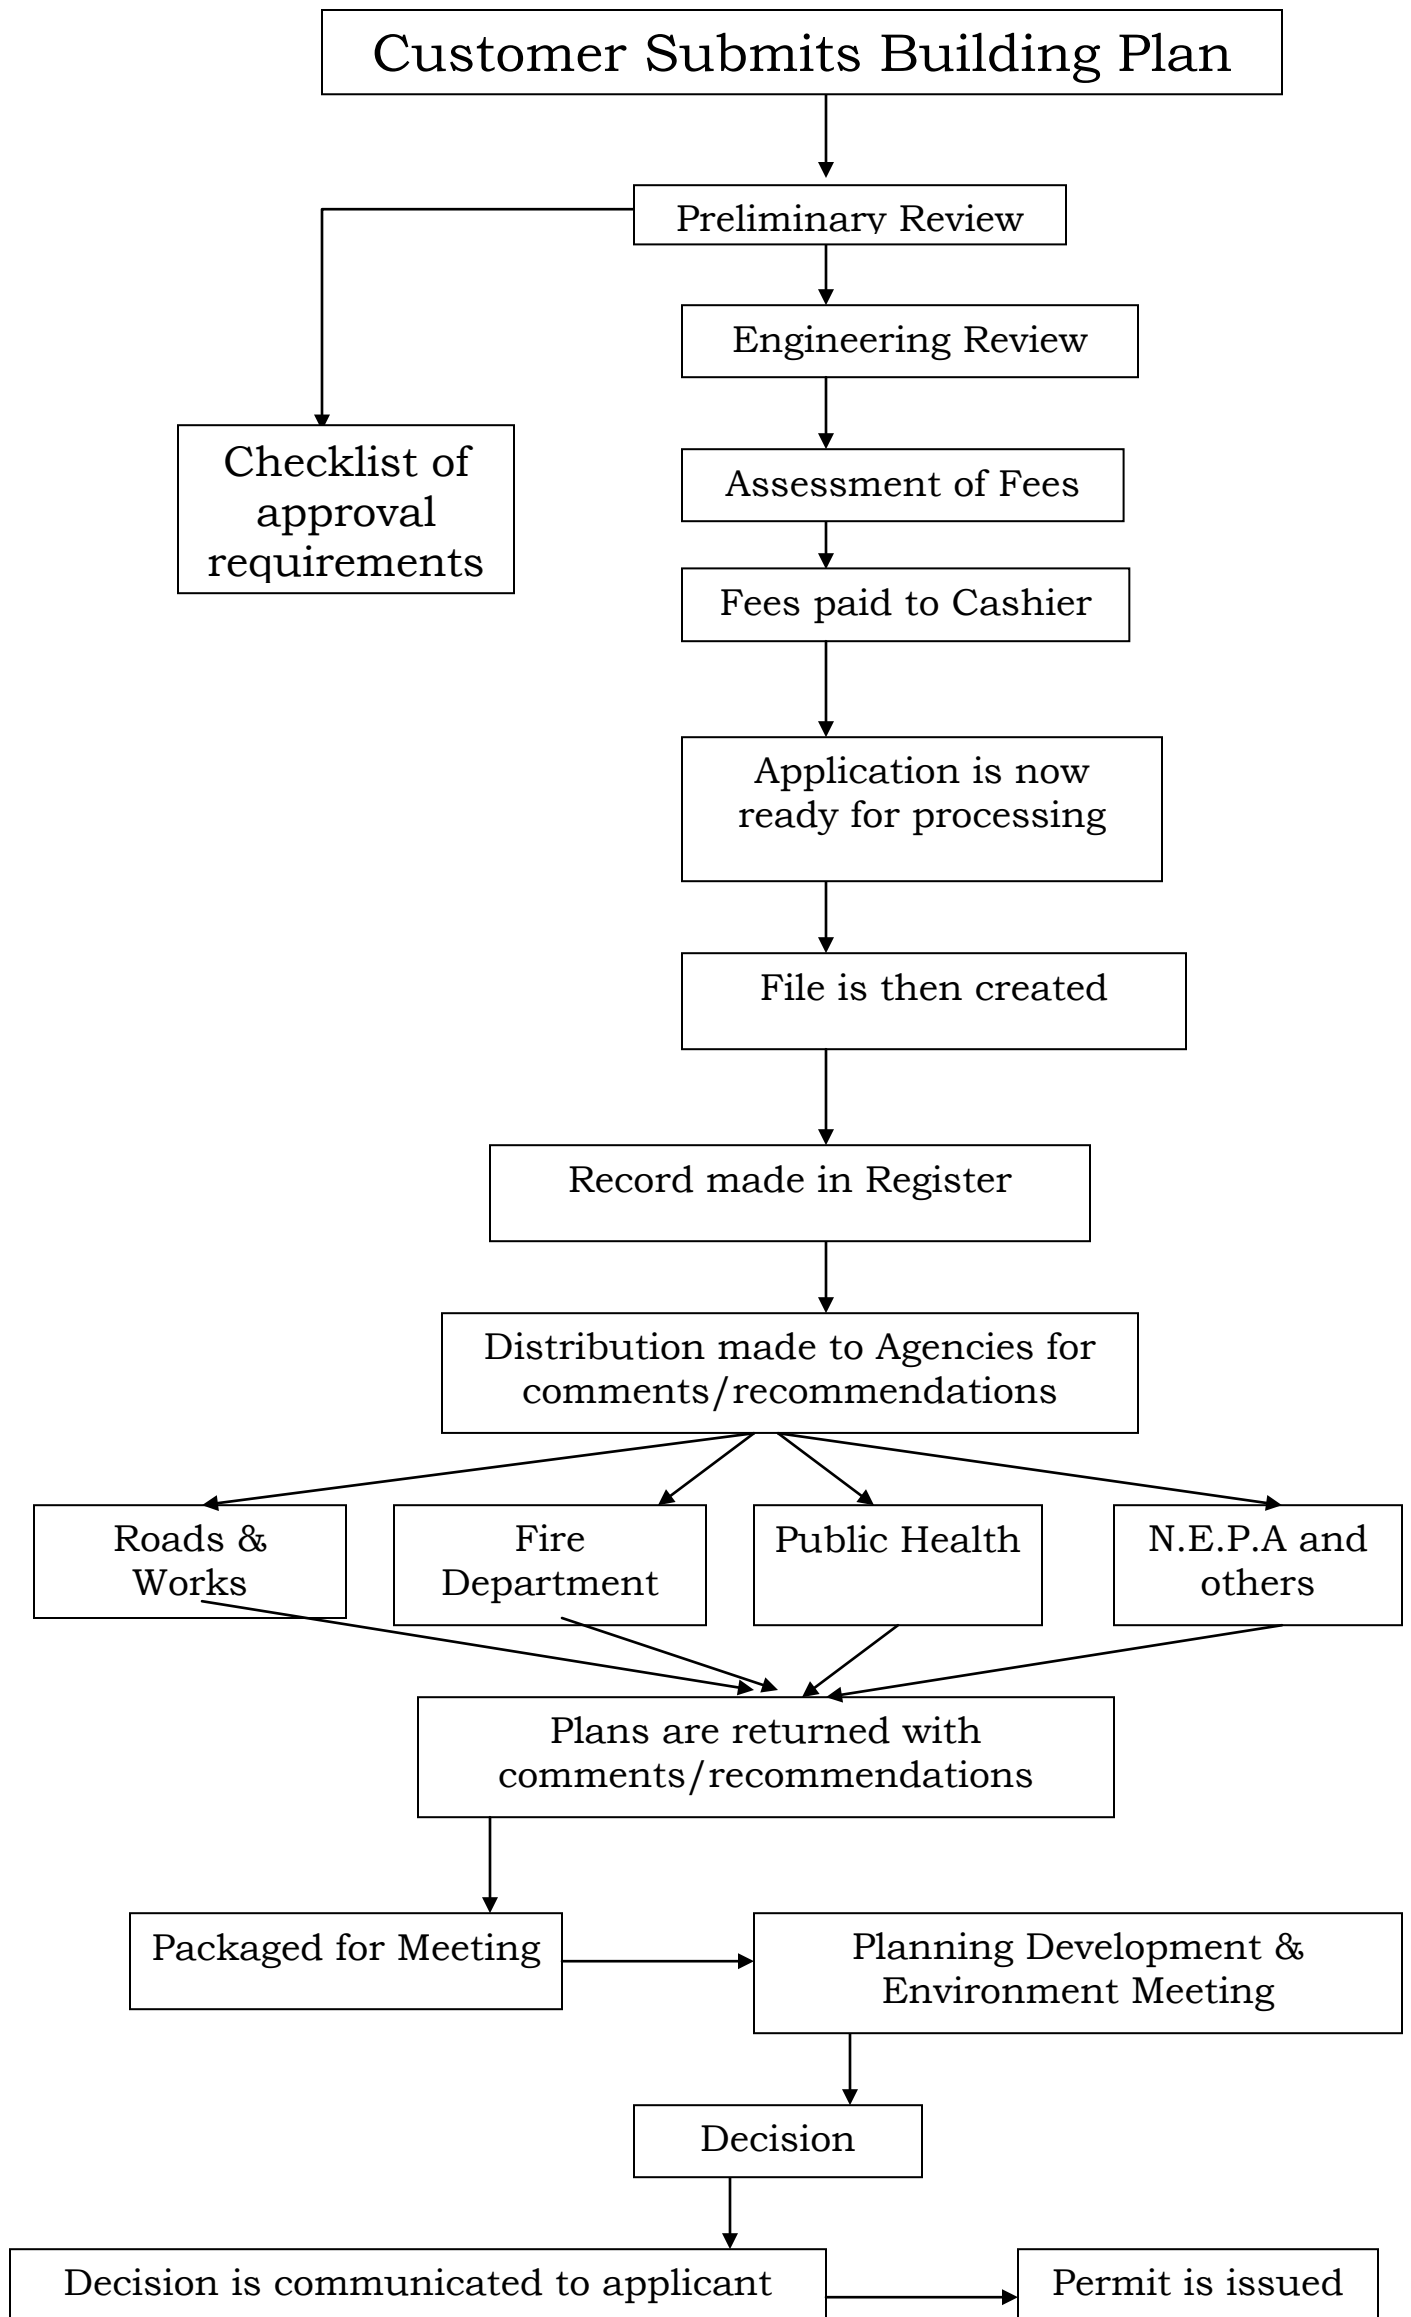 Customer Submits Building Plan
Preliminary Review
Engineering Review
Checklist of
approval
requirements
Assessment of Fees
Fees paid to Cashier
Application is now
ready for processing
File is then created
Record made in Register
Distribution made to Agencies for
comments/recommendations
Roads &
Works
Fire
Department
Public Health
N.E.P.A and
others
Plans are returned with
comments/recommendations
Packaged for Meeting
Planning Development &
Environment Meeting
Decision
Decision is communicated to applicant
Permit is issued